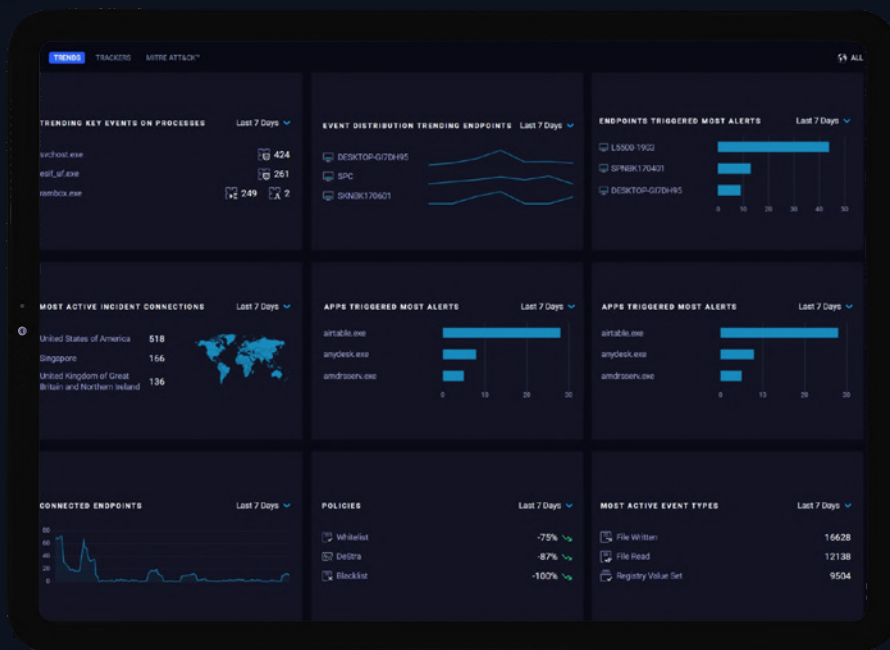 TRENDS TRACKERS MITRE ATT&CK™ ALL
TRENDING KEY EVENTS ON PROCESSES Last 7 Days
svchost.exe 424
esif_uf.exe 261
rambox.exe 249 2
EVENT DISTRIBUTION TRENDING ENDPOINTS Last 7 Days
DESKTOP-GI7DH95
SPC
SKNBK170601
ENDPOINTS TRIGGERED MOST ALERTS Last 7 Days
LS500-1903
SPNBK170401
DESKTOP-GI7DH95
0 10 20 30 40 50
MOST ACTIVE INCIDENT CONNECTIONS Last 7 Days
United States of America 518
Singapore 166
United Kingdom of Great
Britain and Northern Ireland 136
APPS TRIGGERED MOST ALERTS Last 7 Days
airtable.exe
anydesk.exe
amdrsserv.exe
0 10 20 30
APPS TRIGGERED MOST ALERTS Last 7 Days
airtable.exe
anydesk.exe
amdrsserv.exe
0 10 20 30
CONNECTED ENDPOINTS Last 7 Days
80
60
40
20
0
POLICIES Last 7 Days
Whitelist -75%
DeStra -87%
Blacklist -100%
MOST ACTIVE EVENT TYPES Last 7 Days
File Written 16628
File Read 12138
Registry Value Set 9504